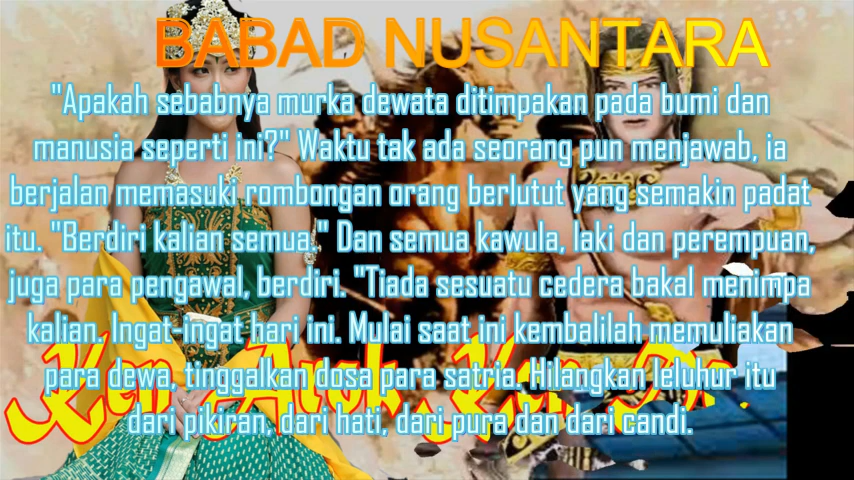 BABAD NUSANTARA
"Apakah sebabnya murka dewata ditimpakan pada bumi dan
manusia seperti ini?" Waktu tak ada seorang pun menjawab, ia
berjalan memasuki rombongan orang berlutut yang semakin padat
itu. "Berdiri kalian semua." Dan semua kawula, laki dan perempuan,
juga para pengawal, berdiri. "Tiada sesuatu cedera bakal menimpa
kalian. Ingat-ingat hari ini. Mulai saat ini kembalilah memuliakan
para dewa, tinggalkan dosa para satria. Hilangkan leluhur itu
dari pikiran, dari hati, dari pura dan dari candi.
Ken Arok Ken